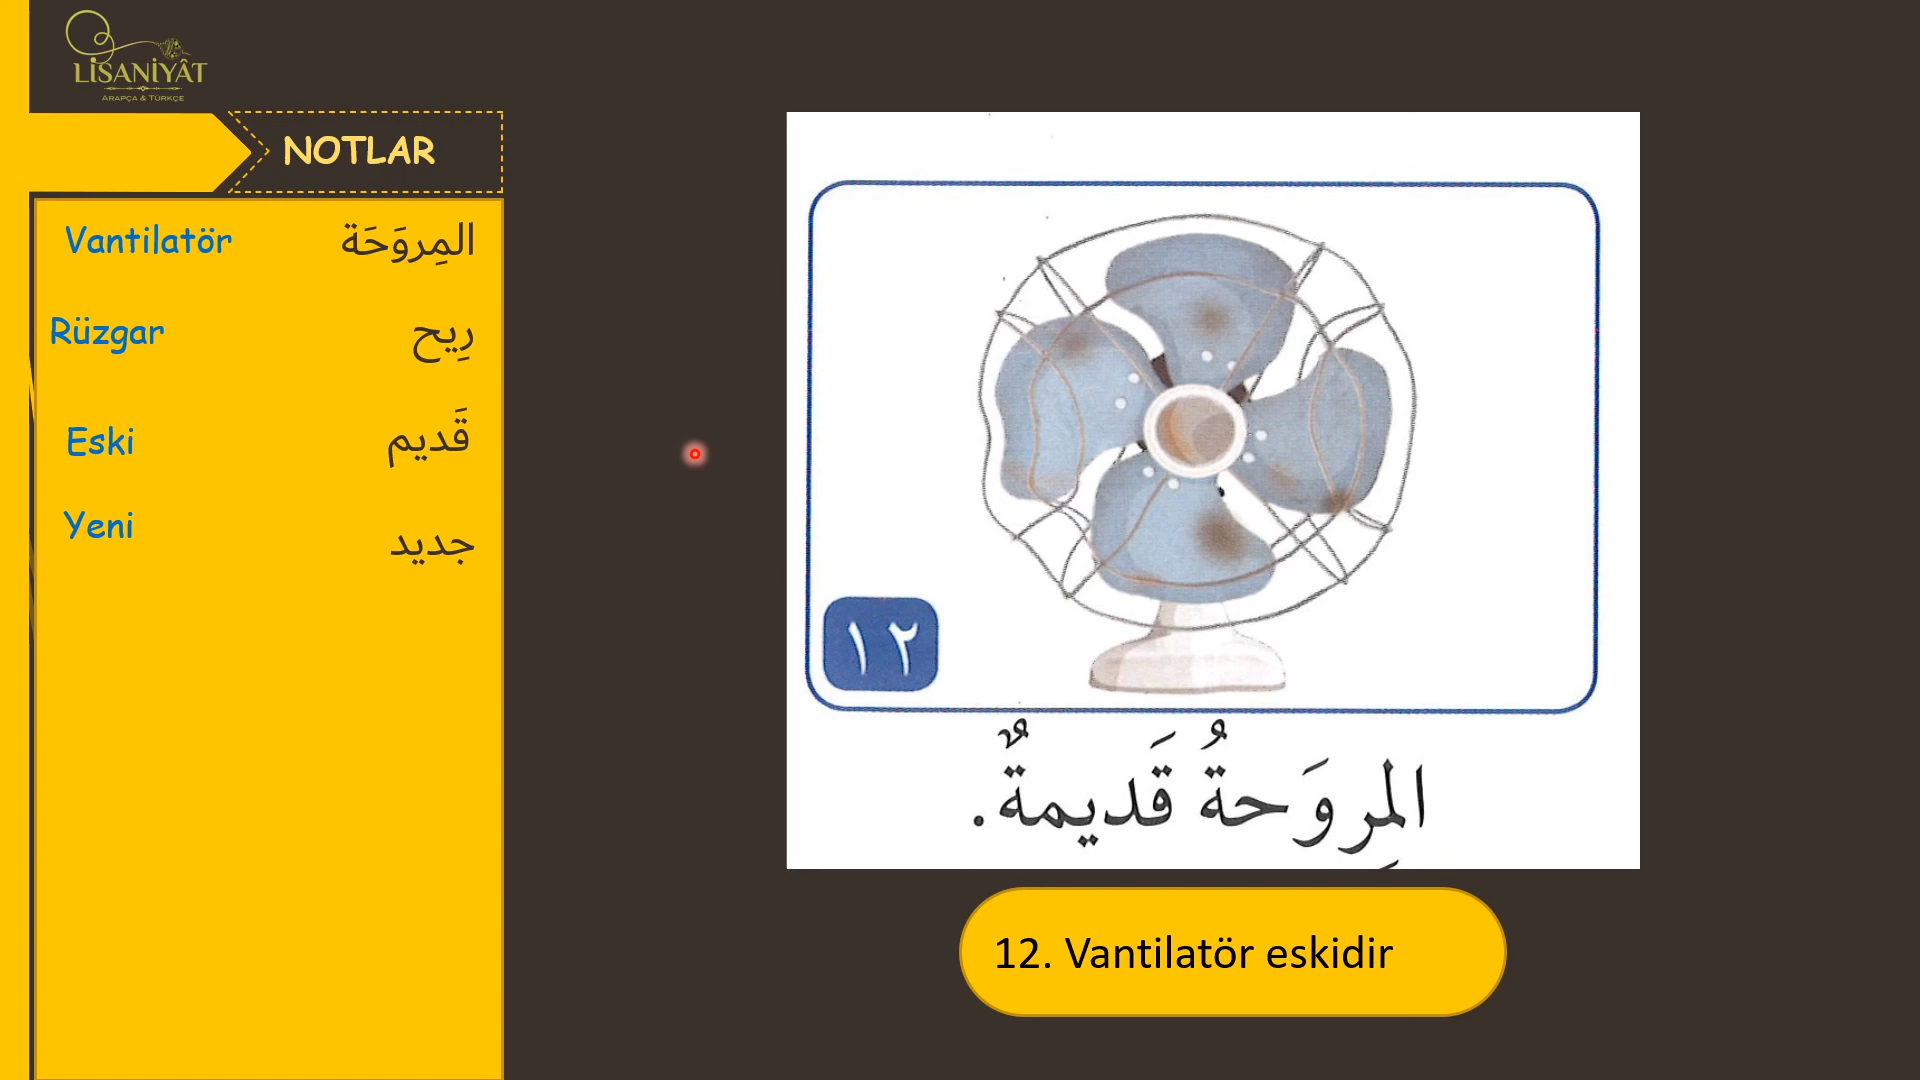 LİSANİYÂT
ARAPÇA & TÜRKÇE
NOTLAR
Vantilatör المِروَحَة
Rüzgar رِيح
Eski قَديم
Yeni جديد
١٢
المِروَحةُ قَديمةٌ.
12. Vantilatör eskidir